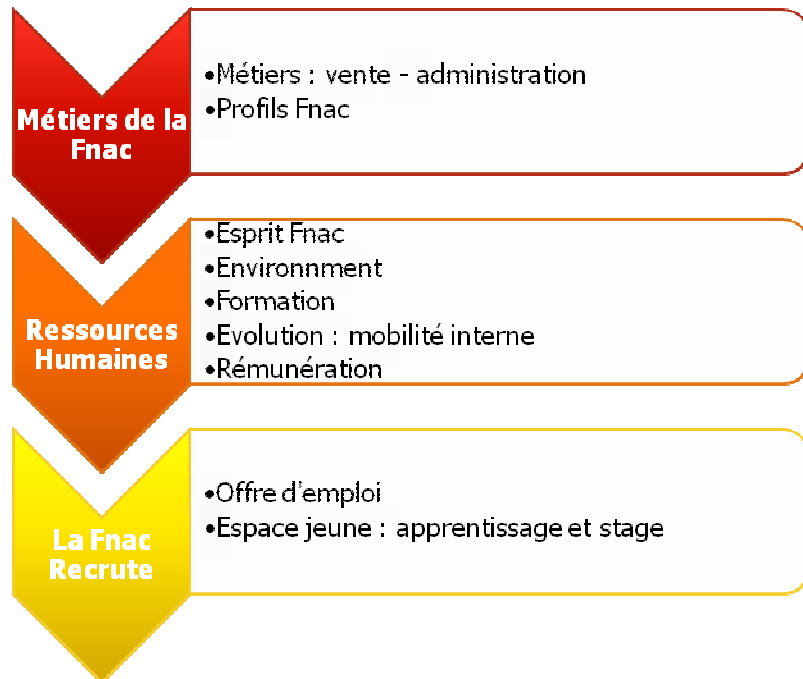 Métiers de la
Fnac
•Métiers : vente - administration
•Profils Fnac
Ressources
Humaines
•Esprit Fnac
•Environnment
•Formation
•Evolution : mobilité interne
•Rémunération
La Fnac
Recrute
•Offre d'emploi
•Espace jeune : apprentissage et stage